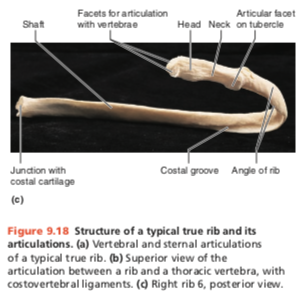 Facets for articulation
with vertebrae
Articular facet
on tubercle
Shaft
Head
Neck
Junction with
costal cartilage
Costal groove
Angle of rib
(c)
Figure 9.18 Structure of a typical true rib and its
articulations. (a) Vertebral and sternal articulations
of a typical true rib. (b) Superior view of the
articulation between a rib and a thoracic vertebra, with
costovertebral ligaments. (c) Right rib 6, posterior view.